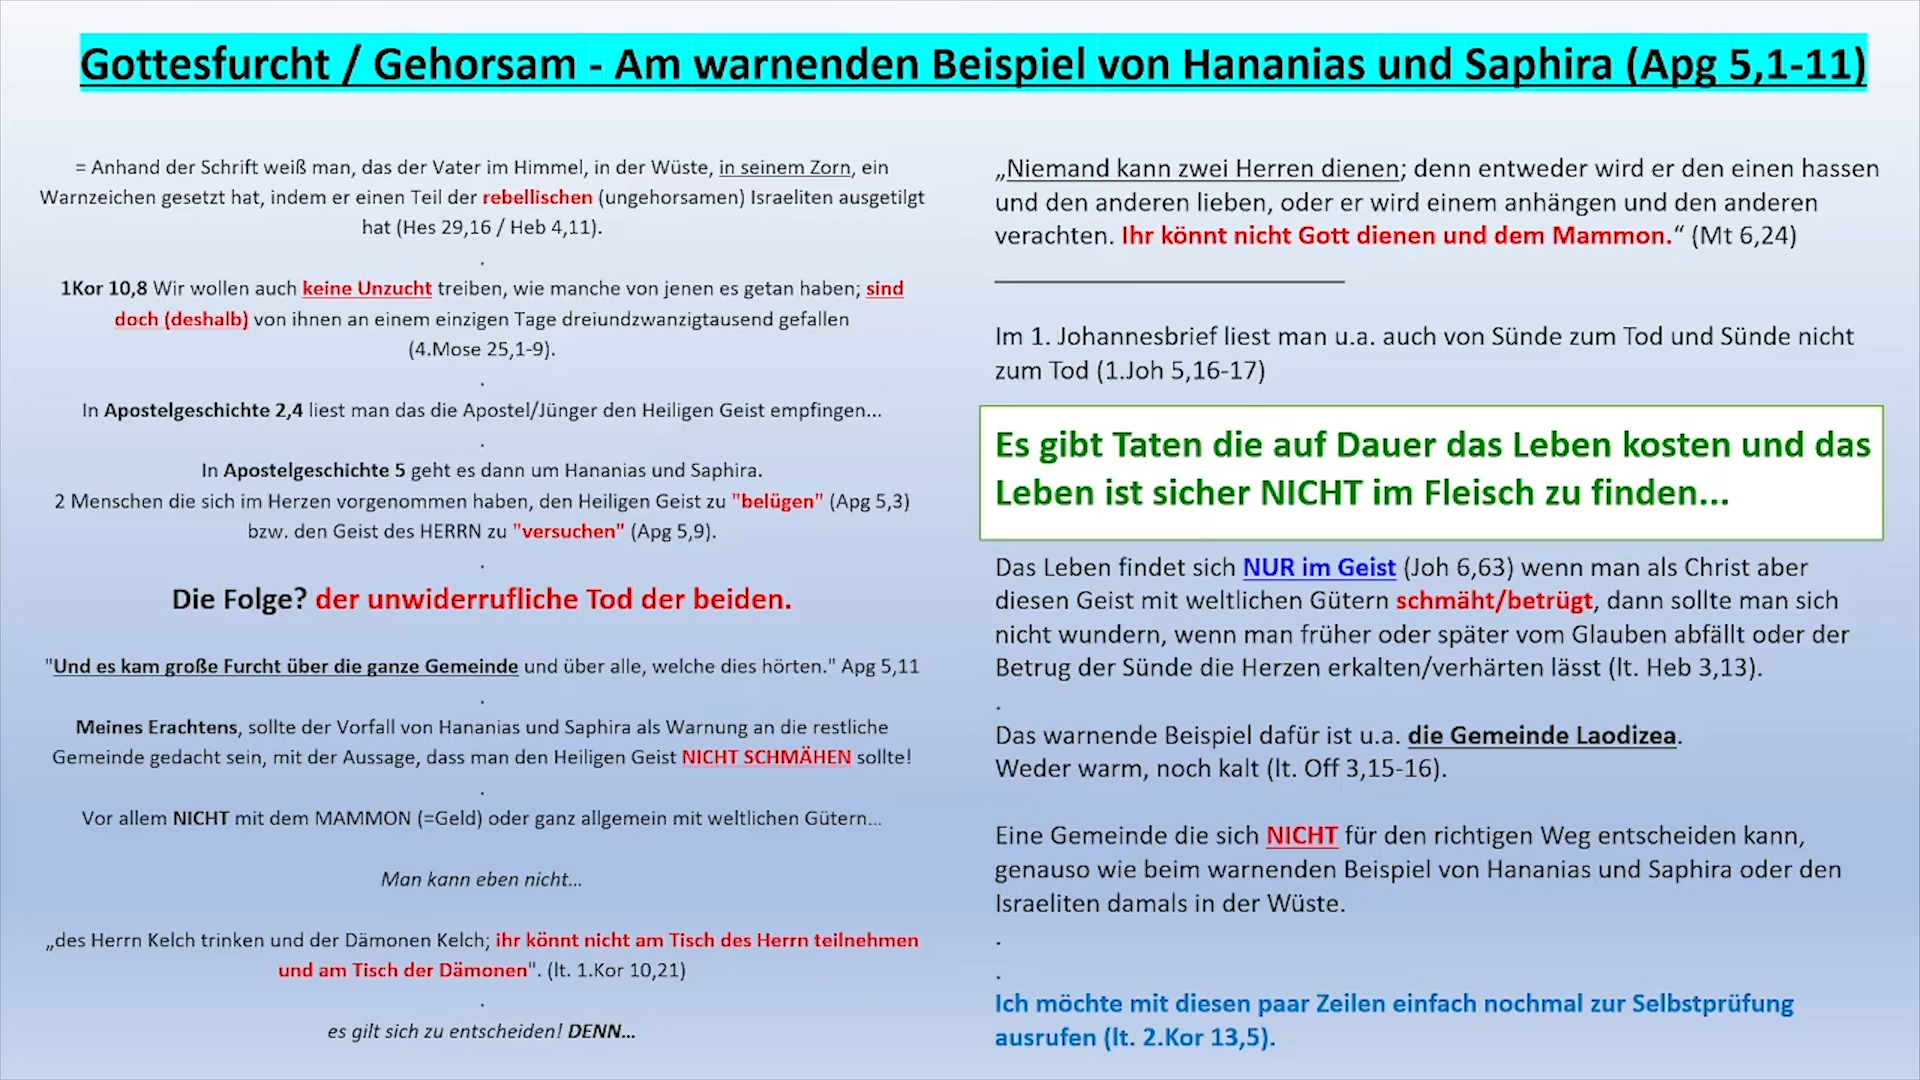 Gottesfurcht / Gehorsam - Am warnenden Beispiel von Hananias und Saphira (Apg 5,1-11)
= Anhand der Schrift weiß man, das der Vater im Himmel, in der Wüste, in seinem Zorn, ein
Warnzeichen gesetzt hat, indem er einen Teil der rebellischen (ungehorsamen) Israeliten ausgetilgt
hat (Hes 29,16 / Heb 4,11).
.
1Kor 10,8 Wir wollen auch keine Unzucht treiben, wie manche von jenen es getan haben; sind
doch (deshalb) von ihnen an einem einzigen Tage dreiundzwanzigtausend gefallen
(4.Mose 25,1-9).
.
In Apostelgeschichte 2,4 liest man das die Apostel/Jünger den Heiligen Geist empfingen...
.
In Apostelgeschichte 5 geht es dann um Hananias und Saphira.
2 Menschen die sich im Herzen vorgenommen haben, den Heiligen Geist zu "belügen" (Apg 5,3)
bzw. den Geist des HERRN zu "versuchen" (Apg 5,9).
.
Die Folge? der unwiderrufliche Tod der beiden.
"Und es kam große Furcht über die ganze Gemeinde und über alle, welche dies hörten." Apg 5,11
.
Meines Erachtens, sollte der Vorfall von Hananias und Saphira als Warnung an die restliche
Gemeinde gedacht sein, mit der Aussage, dass man den Heiligen Geist NICHT SCHMÄHEN sollte!
.
Vor allem NICHT mit dem MAMMON (=Geld) oder ganz allgemein mit weltlichen Gütern...
Man kann eben nicht...
„des Herrn Kelch trinken und der Dämonen Kelch; ihr könnt nicht am Tisch des Herrn teilnehmen
und am Tisch der Dämonen". (lt. 1.Kor 10,21)
.
es gilt sich zu entscheiden! DENN...
„Niemand kann zwei Herren dienen; denn entweder wird er den einen hassen
und den anderen lieben, oder er wird einem anhängen und den anderen
verachten. Ihr könnt nicht Gott dienen und dem Mammon.“ (Mt 6,24)
Im 1. Johannesbrief liest man u.a. auch von Sünde zum Tod und Sünde nicht
zum Tod (1.Joh 5,16-17)
Es gibt Taten die auf Dauer das Leben kosten und das
Leben ist sicher NICHT im Fleisch zu finden...
Das Leben findet sich NUR im Geist (Joh 6,63) wenn man als Christ aber
diesen Geist mit weltlichen Gütern schmäht/betrügt, dann sollte man sich
nicht wundern, wenn man früher oder später vom Glauben abfällt oder der
Betrug der Sünde die Herzen erkalten/verhärten lässt (lt. Heb 3,13).
.
Das warnende Beispiel dafür ist u.a. die Gemeinde Laodizea.
Weder warm, noch kalt (lt. Off 3,15-16).
Eine Gemeinde die sich NICHT für den richtigen Weg entscheiden kann,
genauso wie beim warnenden Beispiel von Hananias und Saphira oder den
Israeliten damals in der Wüste.
.
.
Ich möchte mit diesen paar Zeilen einfach nochmal zur Selbstprüfung
ausrufen (lt. 2.Kor 13,5).